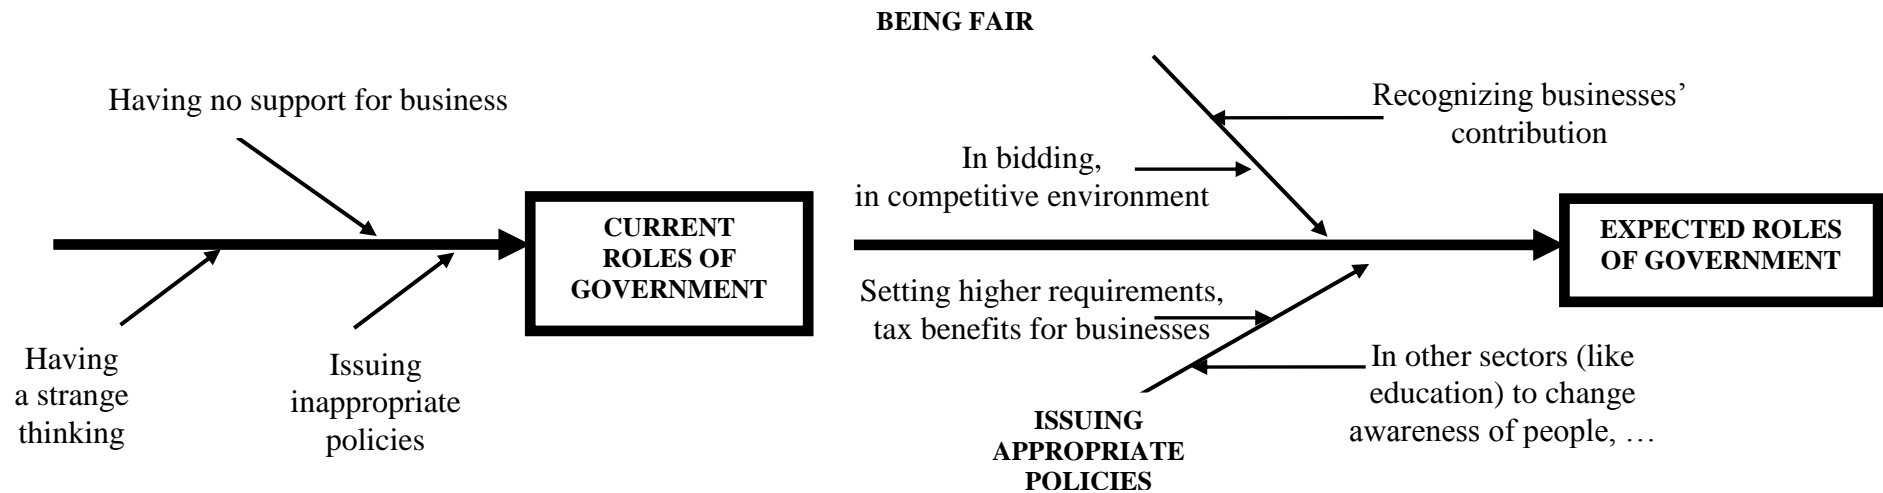 Having no support for business
CURRENT
ROLES OF
GOVERNMENT
Having
a strange
thinking
Issuing
inappropriate
policies
BEING FAIR
Recognizing businesses’
contribution
In bidding,
in competitive environment
EXPECTED ROLES
OF GOVERNMENT
Setting higher requirements,
tax benefits for businesses
In other sectors (like
education) to change
awareness of people, …
ISSUING
APPROPRIATE
POLICIES